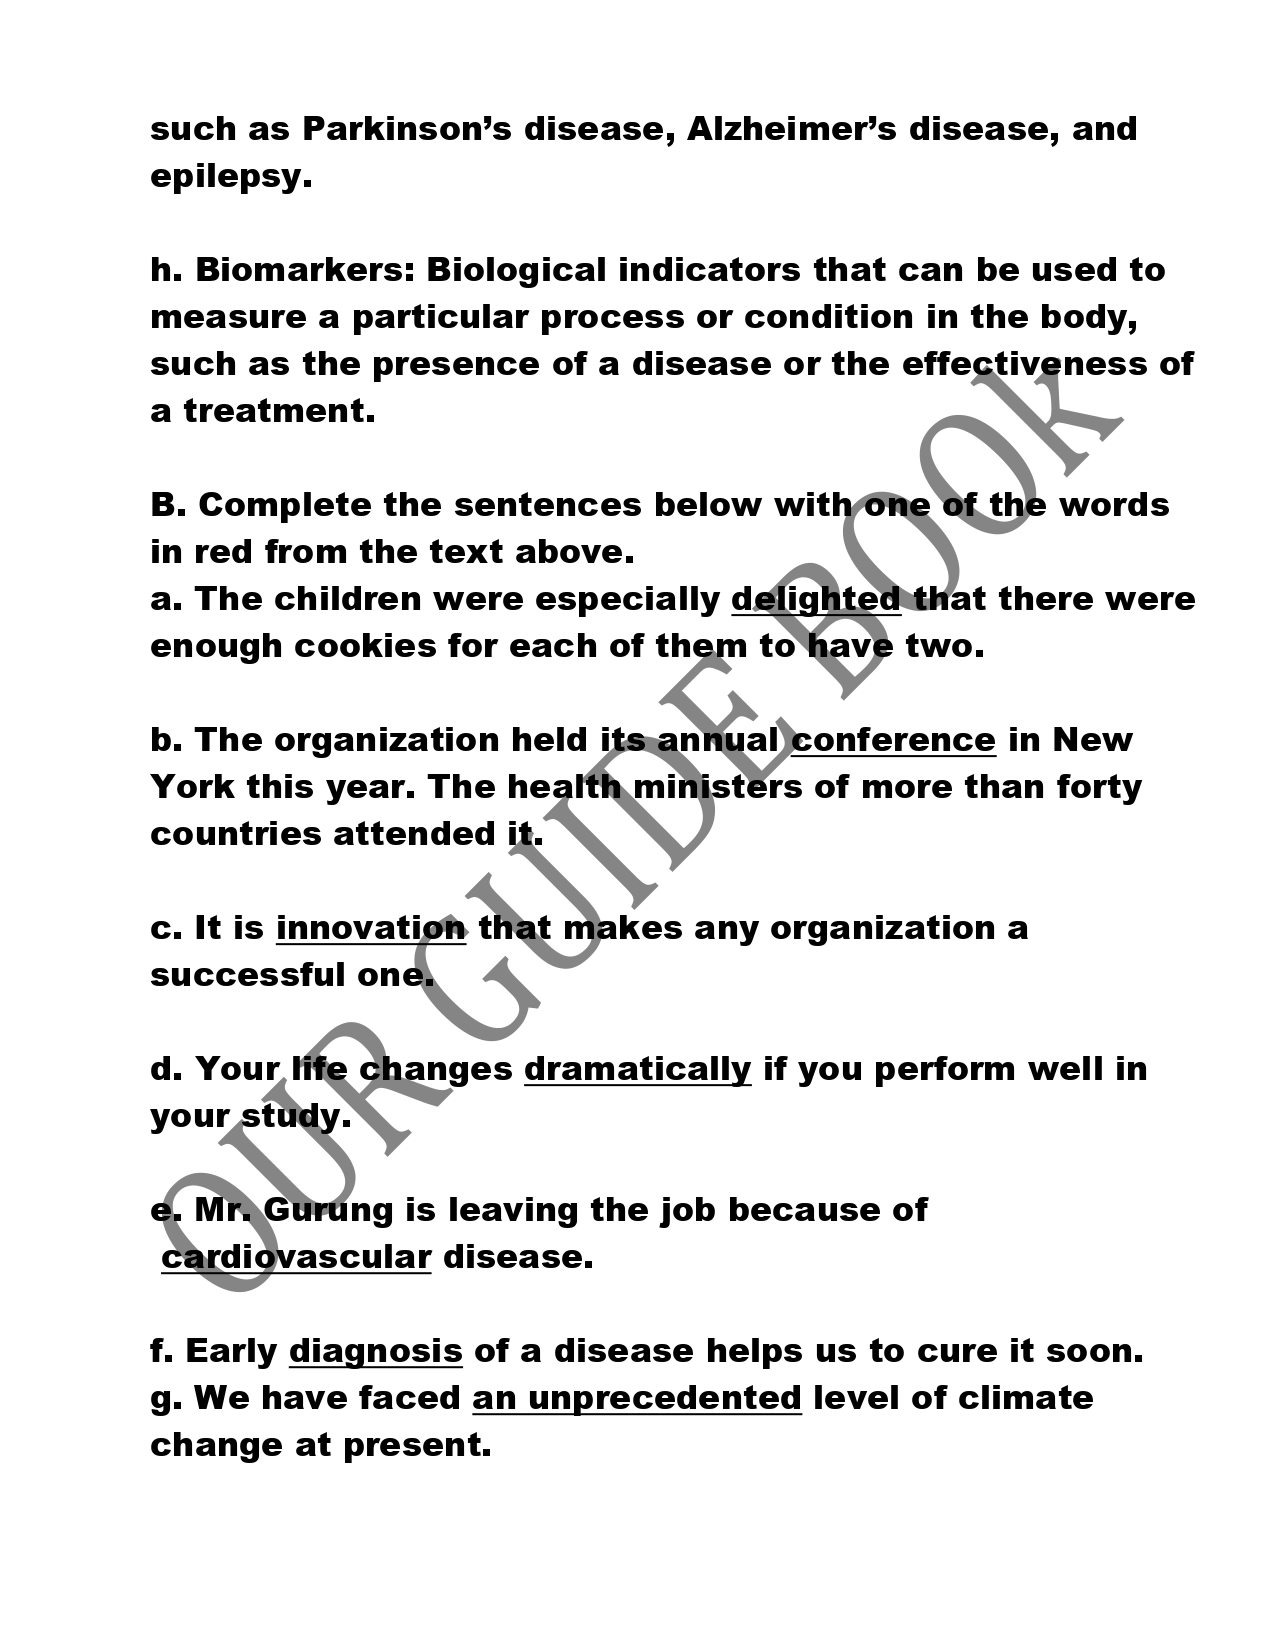 such as Parkinson’s disease, Alzheimer’s disease, and
epilepsy.
h. Biomarkers: Biological indicators that can be used to
measure a particular process or condition in the body,
such as the presence of a disease or the effectiveness of
a treatment.
B. Complete the sentences below with one of the words
in red from the text above.
a. The children were especially delighted that there were
enough cookies for each of them to have two.
b. The organization held its annual conference in New
York this year. The health ministers of more than forty
countries attended it.
c. It is innovation that makes any organization a
successful one.
d. Your life changes dramatically if you perform well in
your study.
e. Mr. Gurung is leaving the job because of
cardiovascular disease.
f. Early diagnosis of a disease helps us to cure it soon.
g. We have faced an unprecedented level of climate
change at present.
OUR GUIDE BOOk